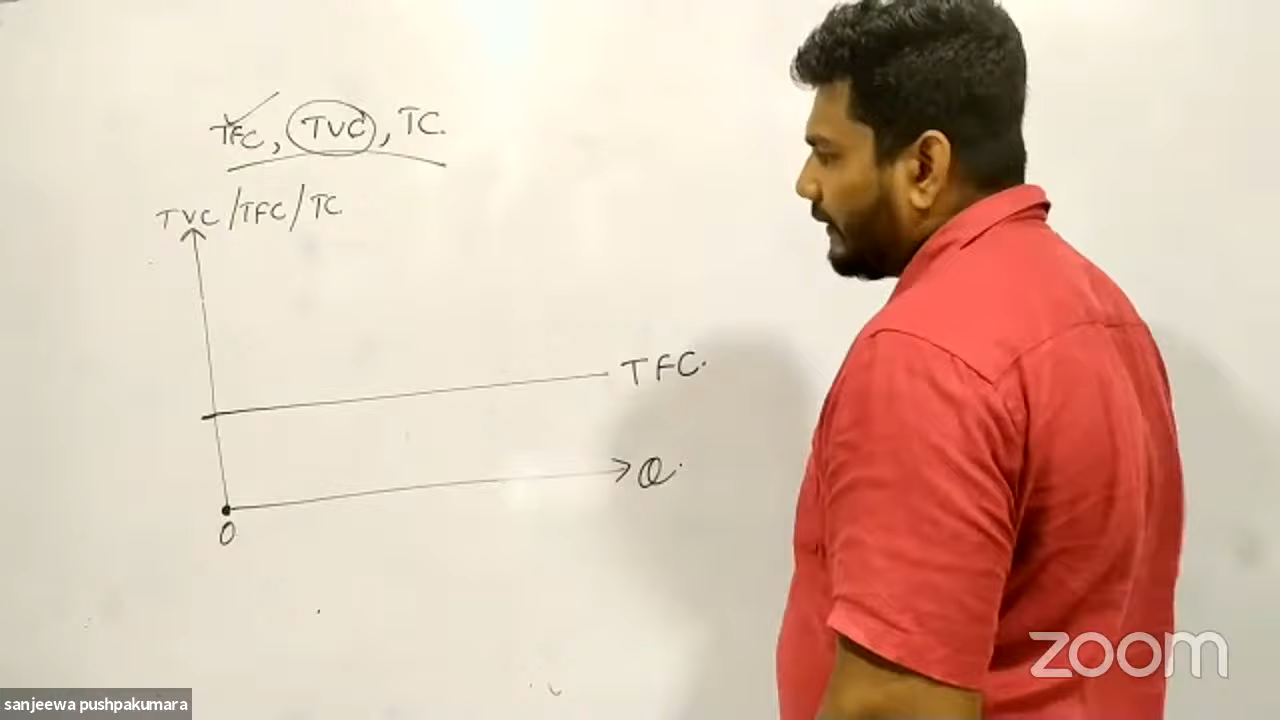 TFC, TVC, TC.
TVC/TFC/TC
TFC.
Q.
0
zoom
sanjeewa pushpakumara